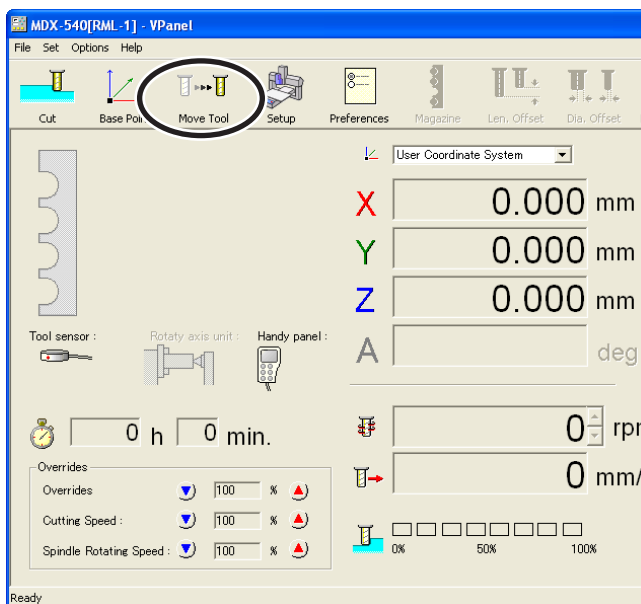 MDX-540[RML-1] - VPanel
File Set Options Help
Cut Base Poin Move Tool Setup Preferences Magazine Len. Offset Dia. Offset
User Coordinate System
X 0.000 mm
Y 0.000 mm
Z 0.000 mm
A deg
Tool sensor : Rotaty axis unit : Handy panel :
0 h 0 min.
0 rpm
0 mm/
Overrides
Overrides 100 %
Cutting Speed : 100 %
Spindle Rotating Speed : 100 %
0% 50% 100%
Ready